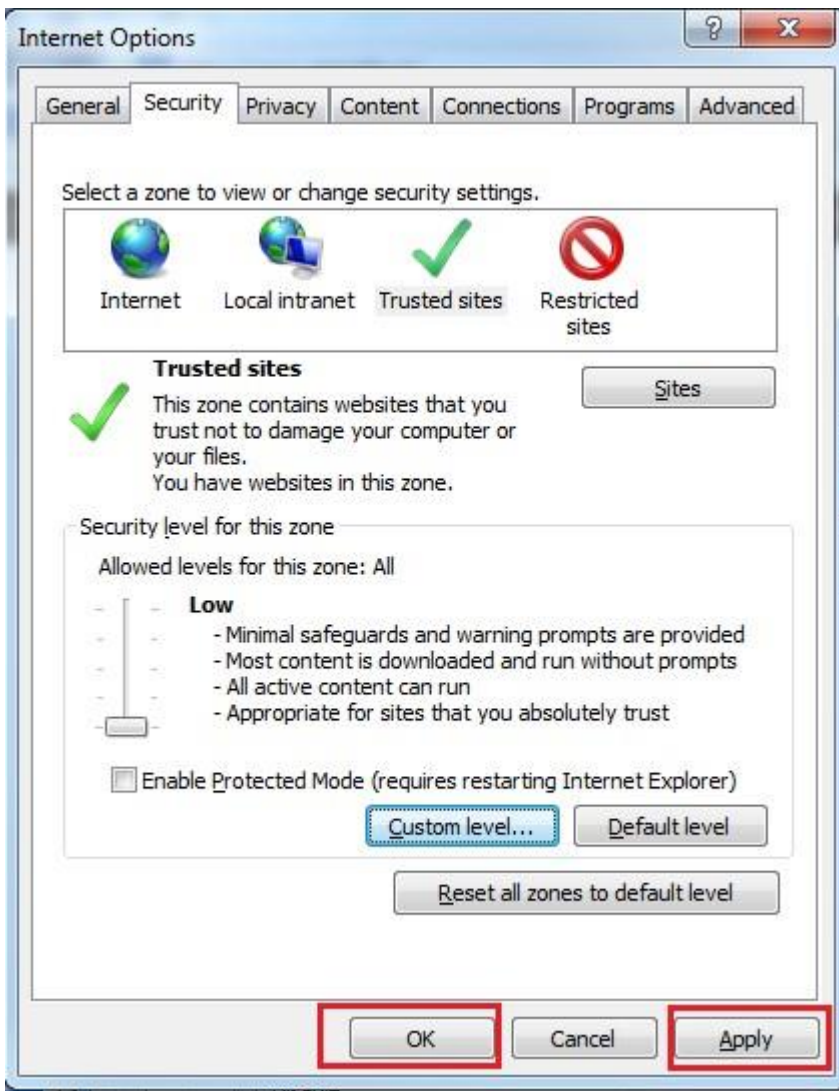 Internet Options
?
General Security Privacy Content Connections Programs Advanced
Select a zone to view or change security settings.
Internet Local intranet Trusted sites Restricted
sites
Trusted sites
Sites
This zone contains websites that you
trust not to damage your computer or
your files.
You have websites in this zone.
Security level for this zone
Allowed levels for this zone: All
Low
- Minimal safeguards and warning prompts are provided
- Most content is downloaded and run without prompts
- All active content can run
- Appropriate for sites that you absolutely trust
Enable Protected Mode (requires restarting Internet Explorer)
Custom level... Default level
Reset all zones to default level
OK Cancel Apply